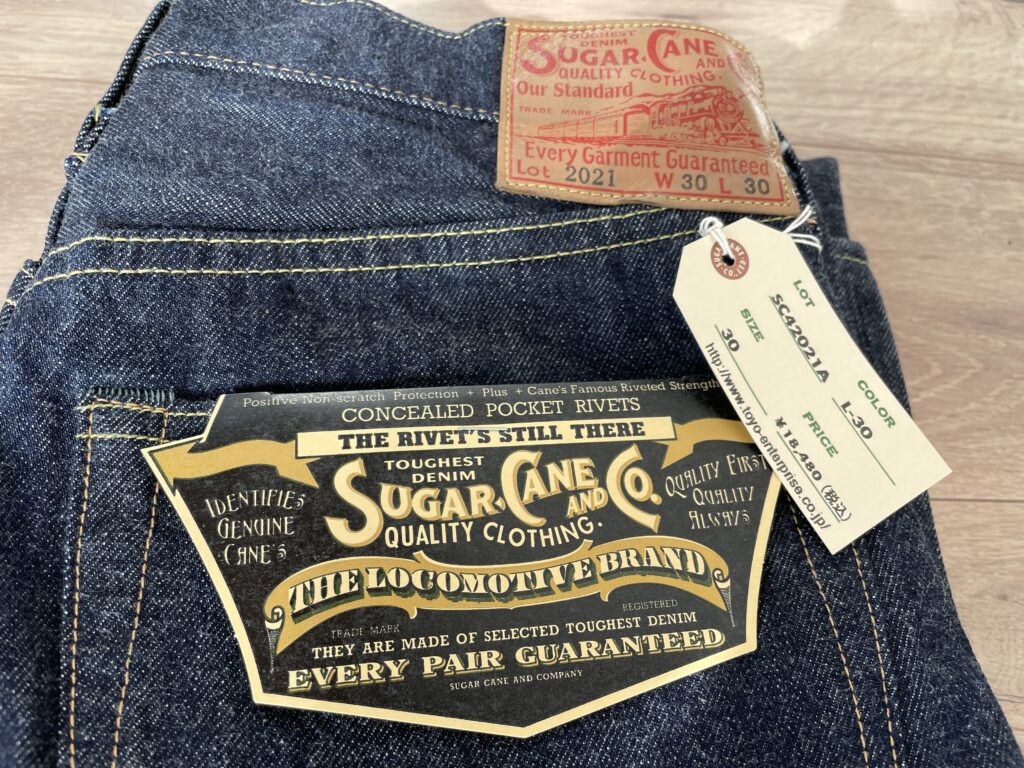 TOUGHEST
DENIM
SUGAR CANE
AND
QUALITY CLOTHING.
Our Standard
TRADE MARK
Every Garment Guaranteed
Lot 2021 W 30 L 30
LOT
SC42021A
COLOR
L-30
SIZE
30
PRICE
¥18,480 (税込)
http://www.toyo-enterprise.co.jp/
Positive Non-scratch Protection + Plus + Cane's Famous Riveted Strength
CONCEALED POCKET RIVETS
THE RIVET'S STILL THERE
IDENTIFIES
GENUINE
CANE'S
TOUGHEST
DENIM
SUGAR CANE AND CO.
QUALITY CLOTHING.
QUALITY FIRST
QUALITY
ALWAYS
THE LOCOMOTIVE BRAND
TRADE MARK
REGISTERED
THEY ARE MADE OF SELECTED TOUGHEST DENIM
EVERY PAIR GUARANTEED
SUGAR CANE AND COMPANY